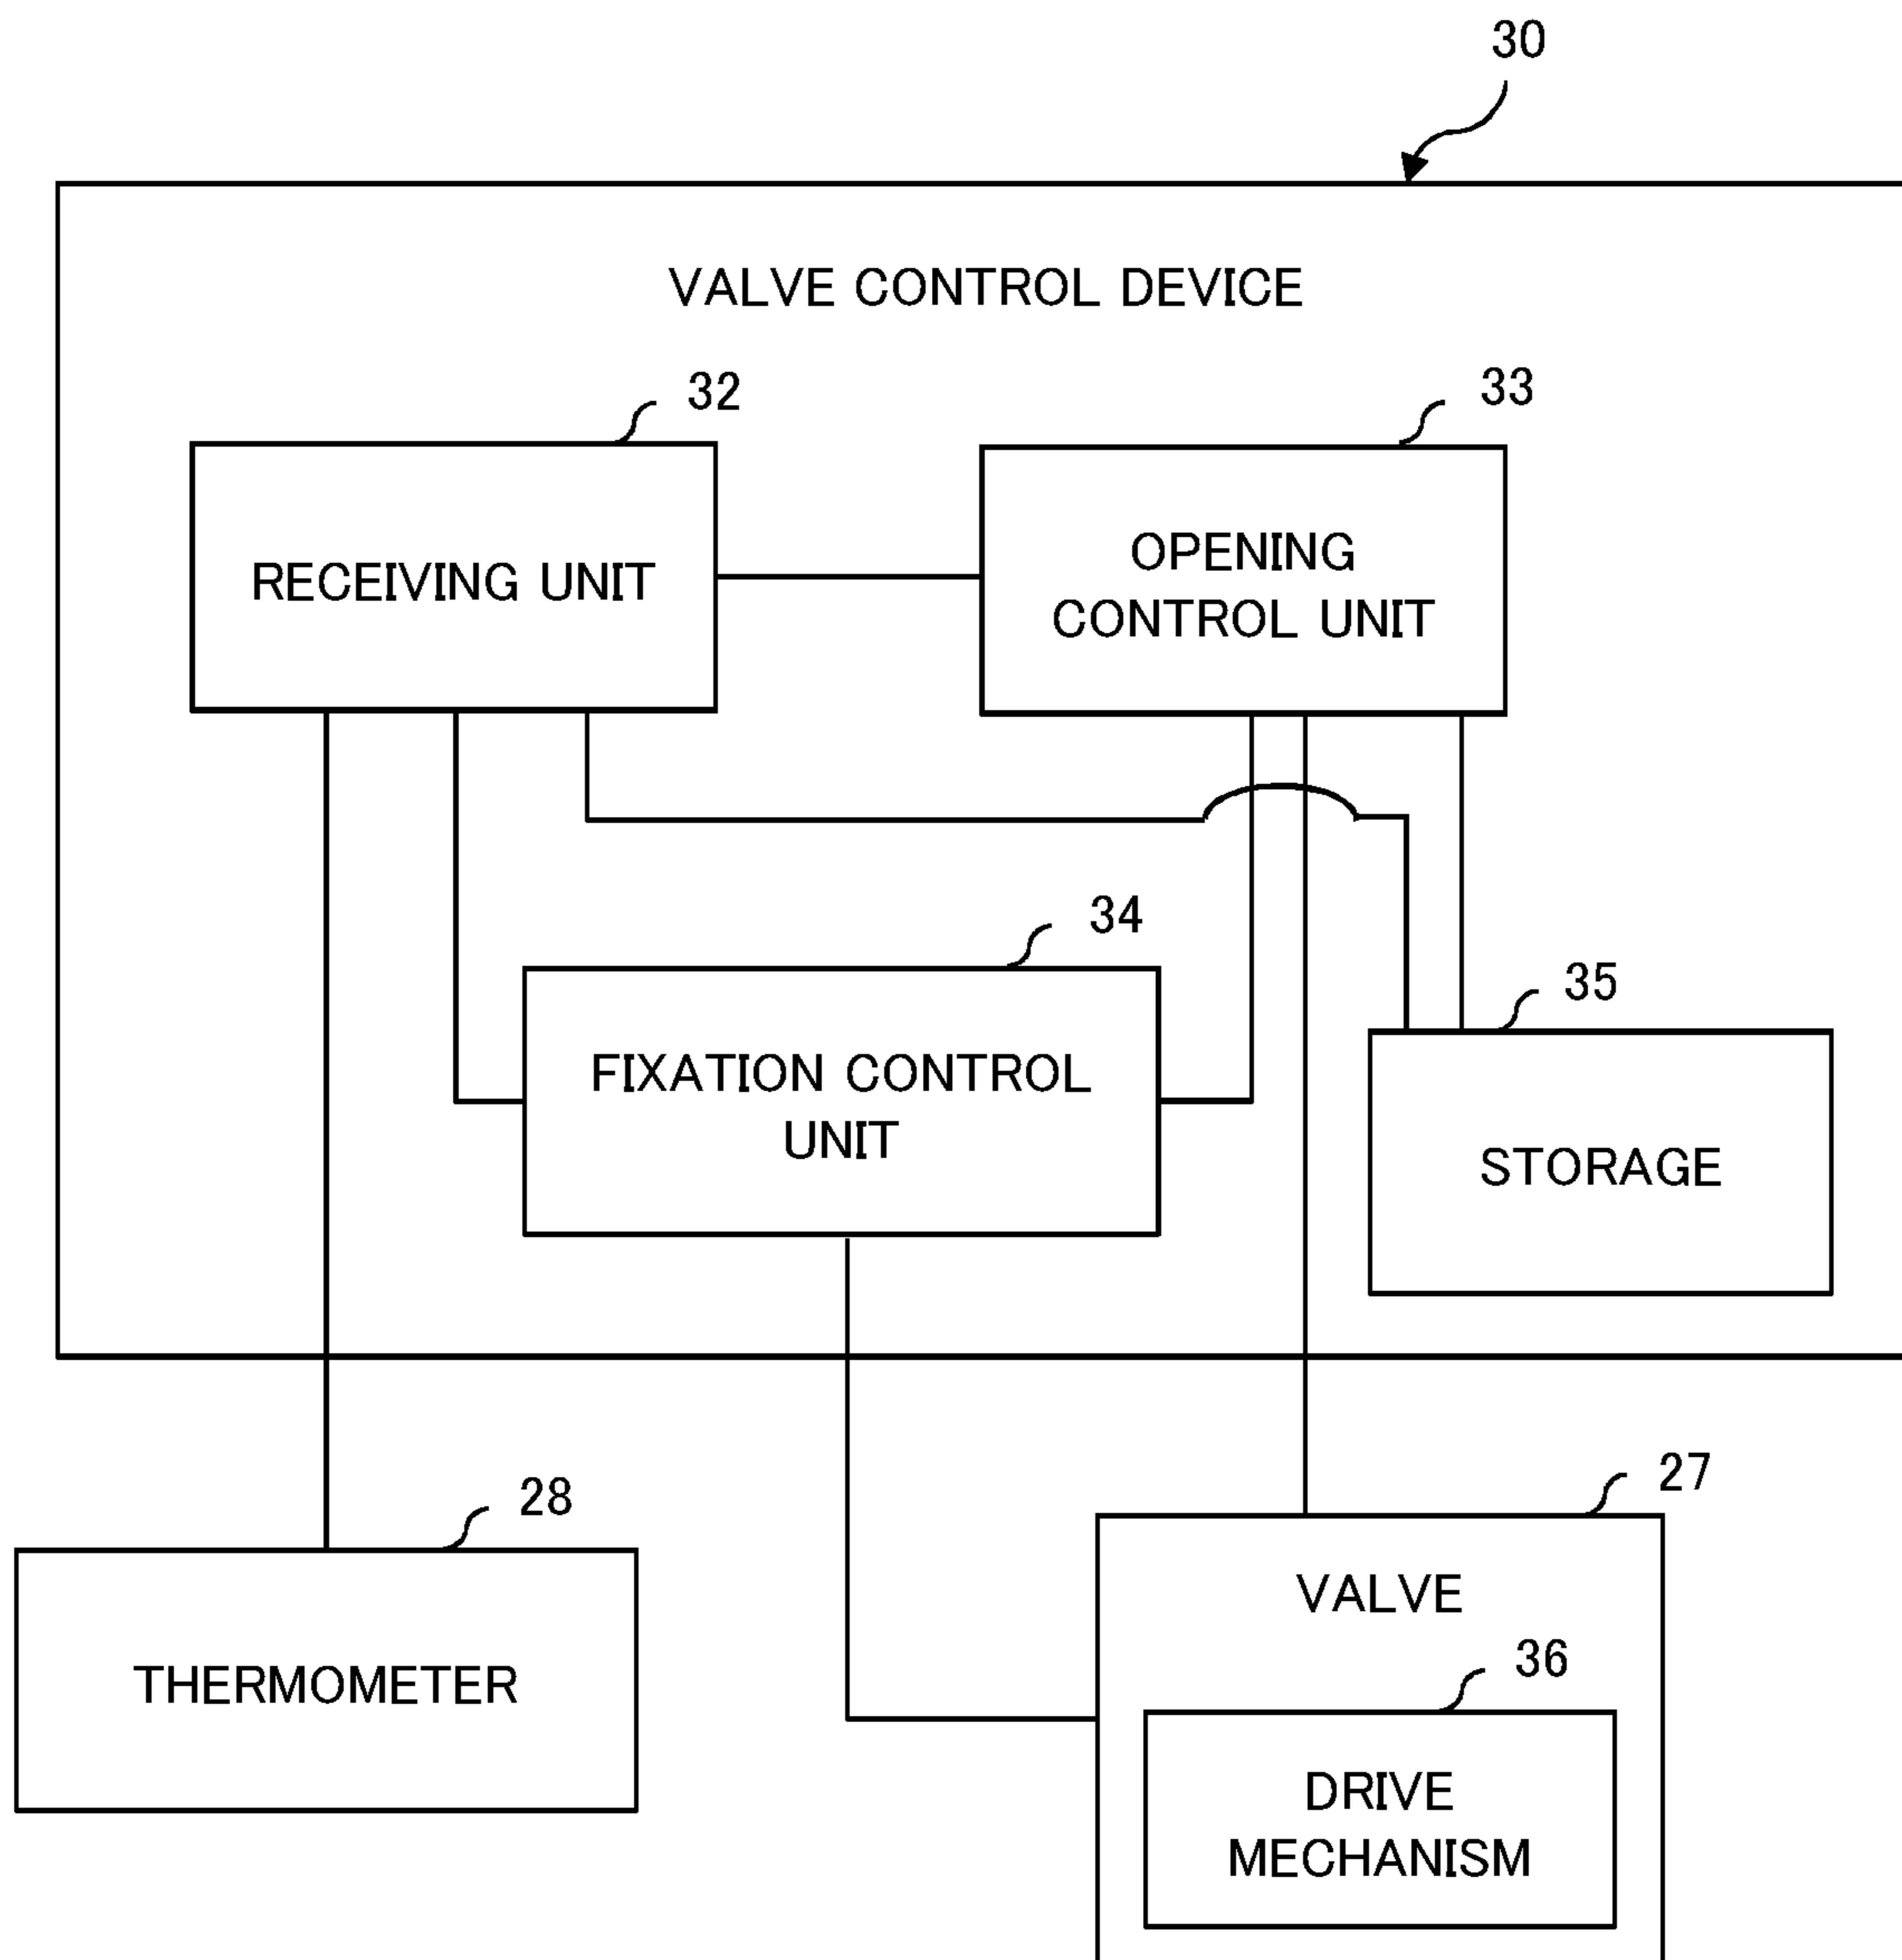 30
VALVE CONTROL DEVICE
32
33
RECEIVING UNIT
OPENING
CONTROL UNIT
34
35
FIXATION CONTROL
UNIT
STORAGE
28
27
THERMOMETER
VALVE
36
DRIVE
MECHANISM